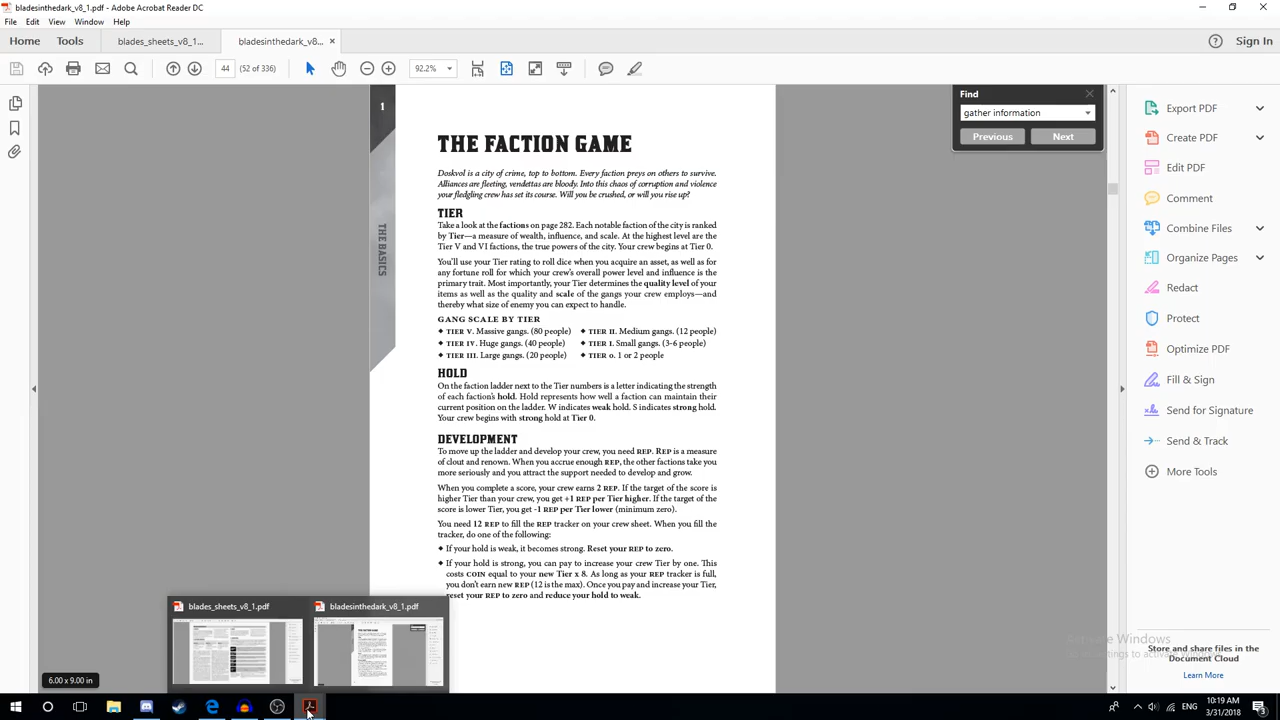 bladesinthedark_v8_1.pdf - Adobe Acrobat Reader DC
File Edit View Window Help
Home Tools blades_sheets_v8_1... bladesinthedark_v8... × Sign In
44 (52 of 336) 92.2%
1
THE BASICS
THE FACTION GAME
Doskvol is a city of crime, top to bottom. Every faction preys on others to survive.
Alliances are fleeting, vendettas are bloody. Into this chaos of corruption and violence
your fledgling crew has set its course. Will you be crushed, or will you rise up?
TIER
Take a look at the factions on page 282. Each notable faction of the city is ranked
by Tier—a measure of wealth, influence, and scale. At the highest level are the
Tier V and VI factions, the true powers of the city. Your crew begins at Tier 0.
You'll use your Tier rating to roll dice when you acquire an asset, as well as for
any fortune roll for which your crew's overall power level and influence is the
primary trait. Most importantly, your Tier determines the quality level of your
items as well as the quality and scale of the gangs your crew employs—and
thereby what size of enemy you can expect to handle.
GANG SCALE BY TIER
◆ TIER V. Massive gangs. (80 people) ◆ TIER II. Medium gangs. (12 people)
◆ TIER IV. Huge gangs. (40 people) ◆ TIER I. Small gangs. (3-6 people)
◆ TIER III. Large gangs. (20 people) ◆ TIER 0. 1 or 2 people
HOLD
On the faction ladder next to the Tier numbers is a letter indicating the strength
of each faction's hold. Hold represents how well a faction can maintain their
current position on the ladder. W indicates weak hold. S indicates strong hold.
Your crew begins with strong hold at Tier 0.
DEVELOPMENT
To move up the ladder and develop your crew, you need REP. REP is a measure
of clout and renown. When you accrue enough REP, the other factions take you
more seriously and you attract the support needed to develop and grow.
When you complete a score, your crew earns 2 REP. If the target of the score is
higher Tier than your crew, you get +1 REP per Tier higher. If the target of the
score is lower Tier, you get -1 REP per Tier lower (minimum zero).
You need 12 REP to fill the REP tracker on your crew sheet. When you fill the
tracker, do one of the following:
◆ If your hold is weak, it becomes strong. Reset your REP to zero.
◆ If your hold is strong, you can pay to increase your crew Tier by one. This
costs COIN equal to your new Tier x 8. As long as your REP tracker is full,
you don't earn new REP (12 is the max). Once you pay and increase your Tier,
reset your REP to zero and reduce your hold to weak.
Find
gather information
Previous Next
Export PDF
Create PDF
Edit PDF
Comment
Combine Files
Organize Pages
Redact
Protect
Optimize PDF
Fill & Sign
Send for Signature
Send & Track
More Tools
Store and share files in the
Document Cloud
Learn More
blades_sheets_v8_1.pdf bladesinthedark_v8_1.pdf
6.00 x 9.00 in
10:19 AM
3/31/2018
3